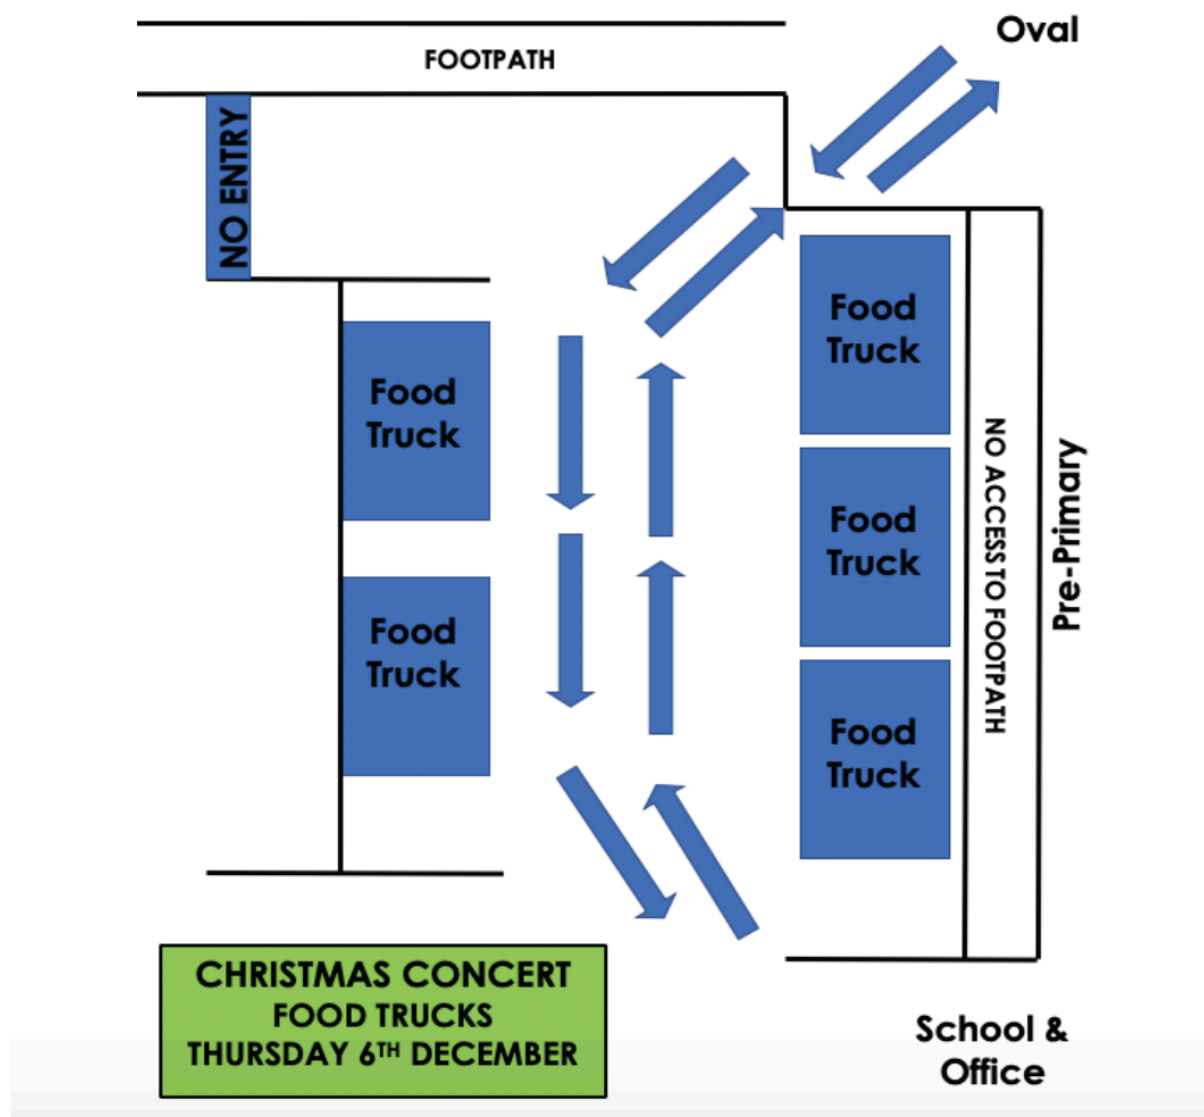 Oval
FOOTPATH
NO ENTRY
Food
Truck
Food
Truck
Food
Truck
Food
Truck
Food
Truck
NO ACCESS TO FOOTPATH
Pre-Primary
CHRISTMAS CONCERT
FOOD TRUCKS
THURSDAY 6TH DECEMBER
School &
Office